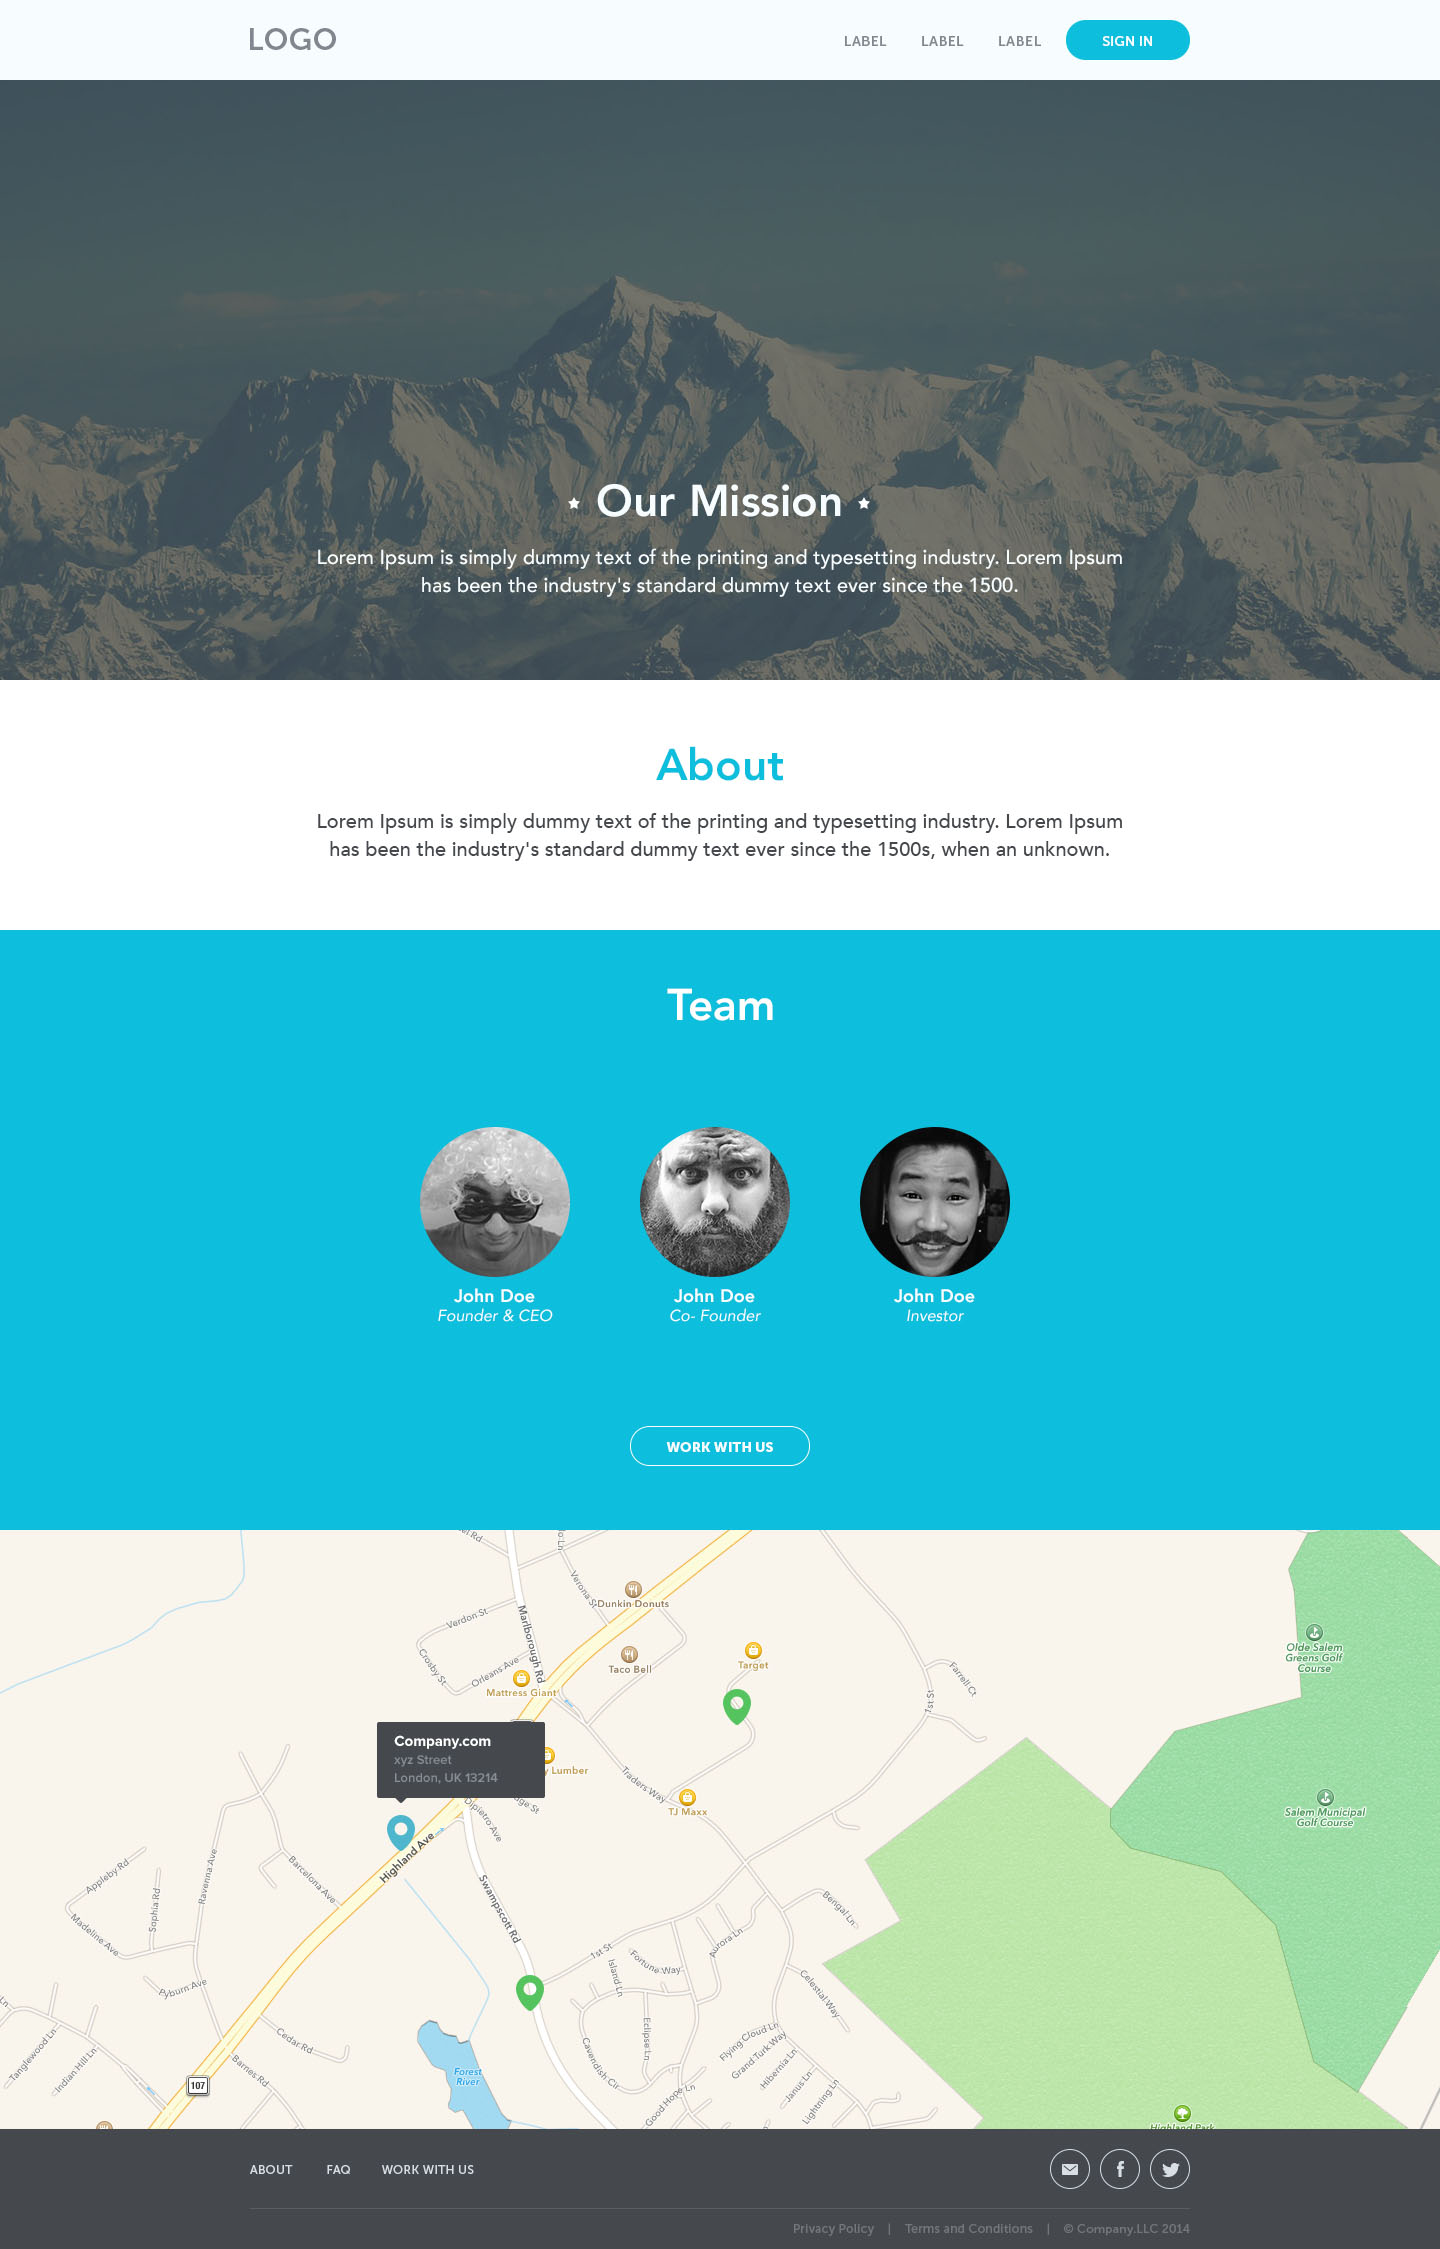 LOGO
LABEL LABEL LABEL SIGN IN
Our Mission
Lorem Ipsum is simply dummy text of the printing and typesetting industry. Lorem Ipsum
has been the industry's standard dummy text ever since the 1500.
About
Lorem Ipsum is simply dummy text of the printing and typesetting industry. Lorem Ipsum
has been the industry's standard dummy text ever since the 1500s, when an unknown.
Team
John Doe
Founder & CEO
John Doe
Co- Founder
John Doe
Investor
WORK WITH US
Verona S
Dunkin Donuts
Verdon St
Marlborough Rd
Crosby St
Orleans Ave
Taco Bell
Target
Mattress Giant
Olde Salem
Greens Golf
Course
Farrell Ct
1st St
Company.com
xyz Street
London, UK 13214
Lumber
Traders Way
TJ Maxx
Dipietro Ave
Highland Ave
Salem Municipal
Golf Course
Appleby Rd
Ravenna Ave
Barcelona Ave
Sophia Rd
Madeline Ave
Swampscott Rd
Bengal Ln
Aurora Ln
1st St
Fortune Way
Island Ln
Celestial Way
Pyburn Ave
Cedar Rd
Eclipse Ln
Cavendish Cir
Flying Cloud Ln
Grand Turk Way
Hibernia Ln
Janus Ln
Lightning Ln
Tanglewood Ln
Indian Hill Ln
Barnes Rd
107
Forest
River
Good Hope Ln
Highland Park
ABOUT FAQ WORK WITH US
Privacy Policy | Terms and Conditions | © Company.LLC 2014